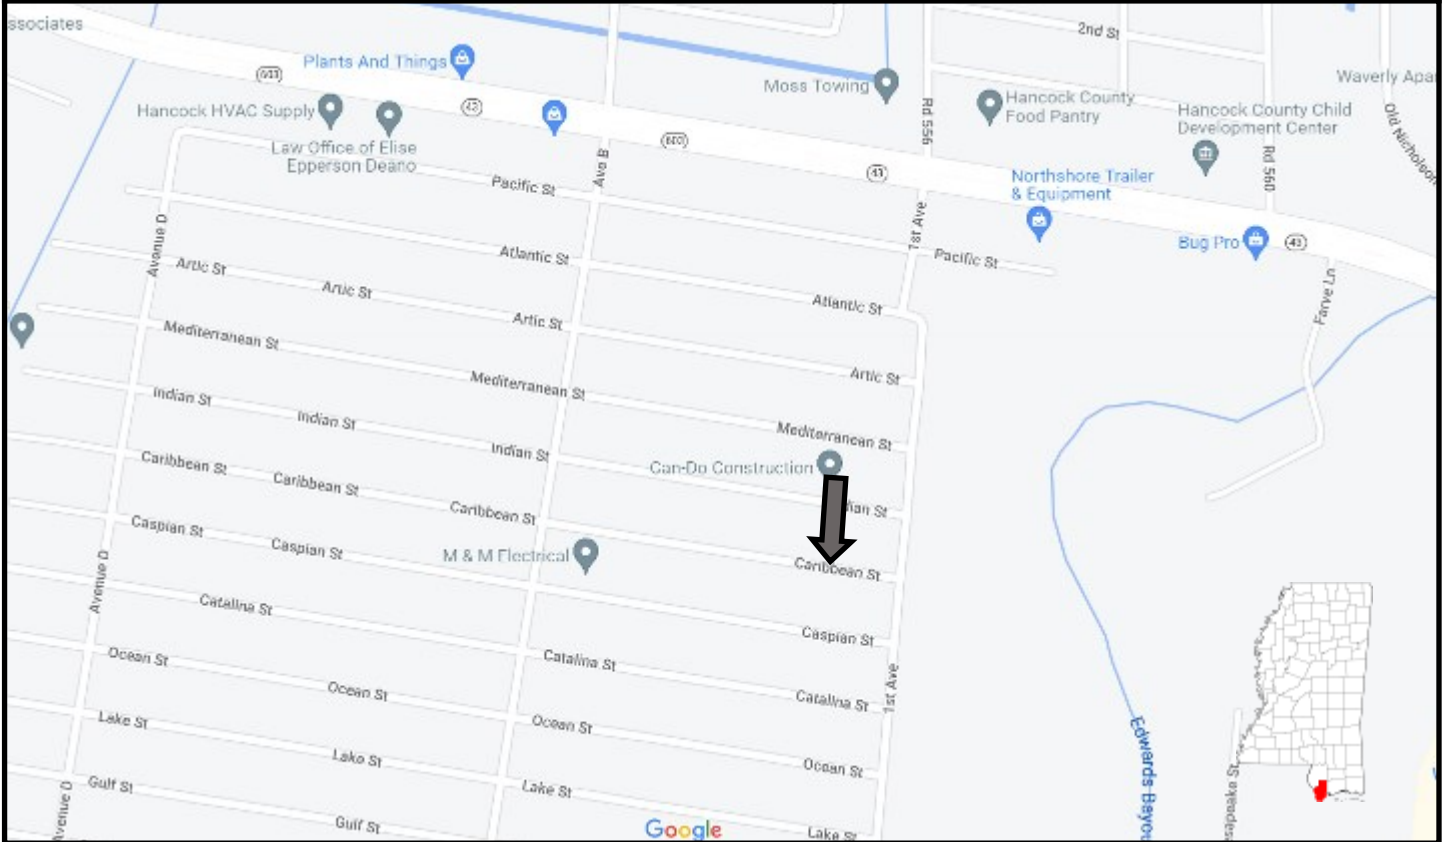 ssociates
2nd St
Plants And Things
(603)
Waverly Apar
Moss Towing
43
Hancock HVAC Supply
Hancock County
Food Pantry
Rd 556
Hancock County Child
Development Center
Old Nicholson
(603)
Law Office of Elise
Epperson Deano
Ave B
43
Rd 560
Northshore Trailer
& Equipment
Pacific St
1st Ave
Avenue D
Bug Pro
43
Atlantic St
Pacific St
Artic St
Artic St
Atlantic St
Farve Ln
Artic St
Mediterranean St
Artic St
Mediterranean St
Indian St
Indian St
Mediterranean St
Indian St
Can-Do Construction
Caribbean St
Caribbean St
Caribbean St
dian St
Caspian St
Caspian St
M & M Electrical
Caribbean St
Avenue D
Catalina St
Caspian St
Ocean St
Catalina St
Ocean St
Catalina St
1st Ave
Lake St
Ocean St
Edwards Bayou
Lake St
Ocean St
Gulf St
Lake St
Avenue D
Gulf St
Google
Lake St
sapeake St